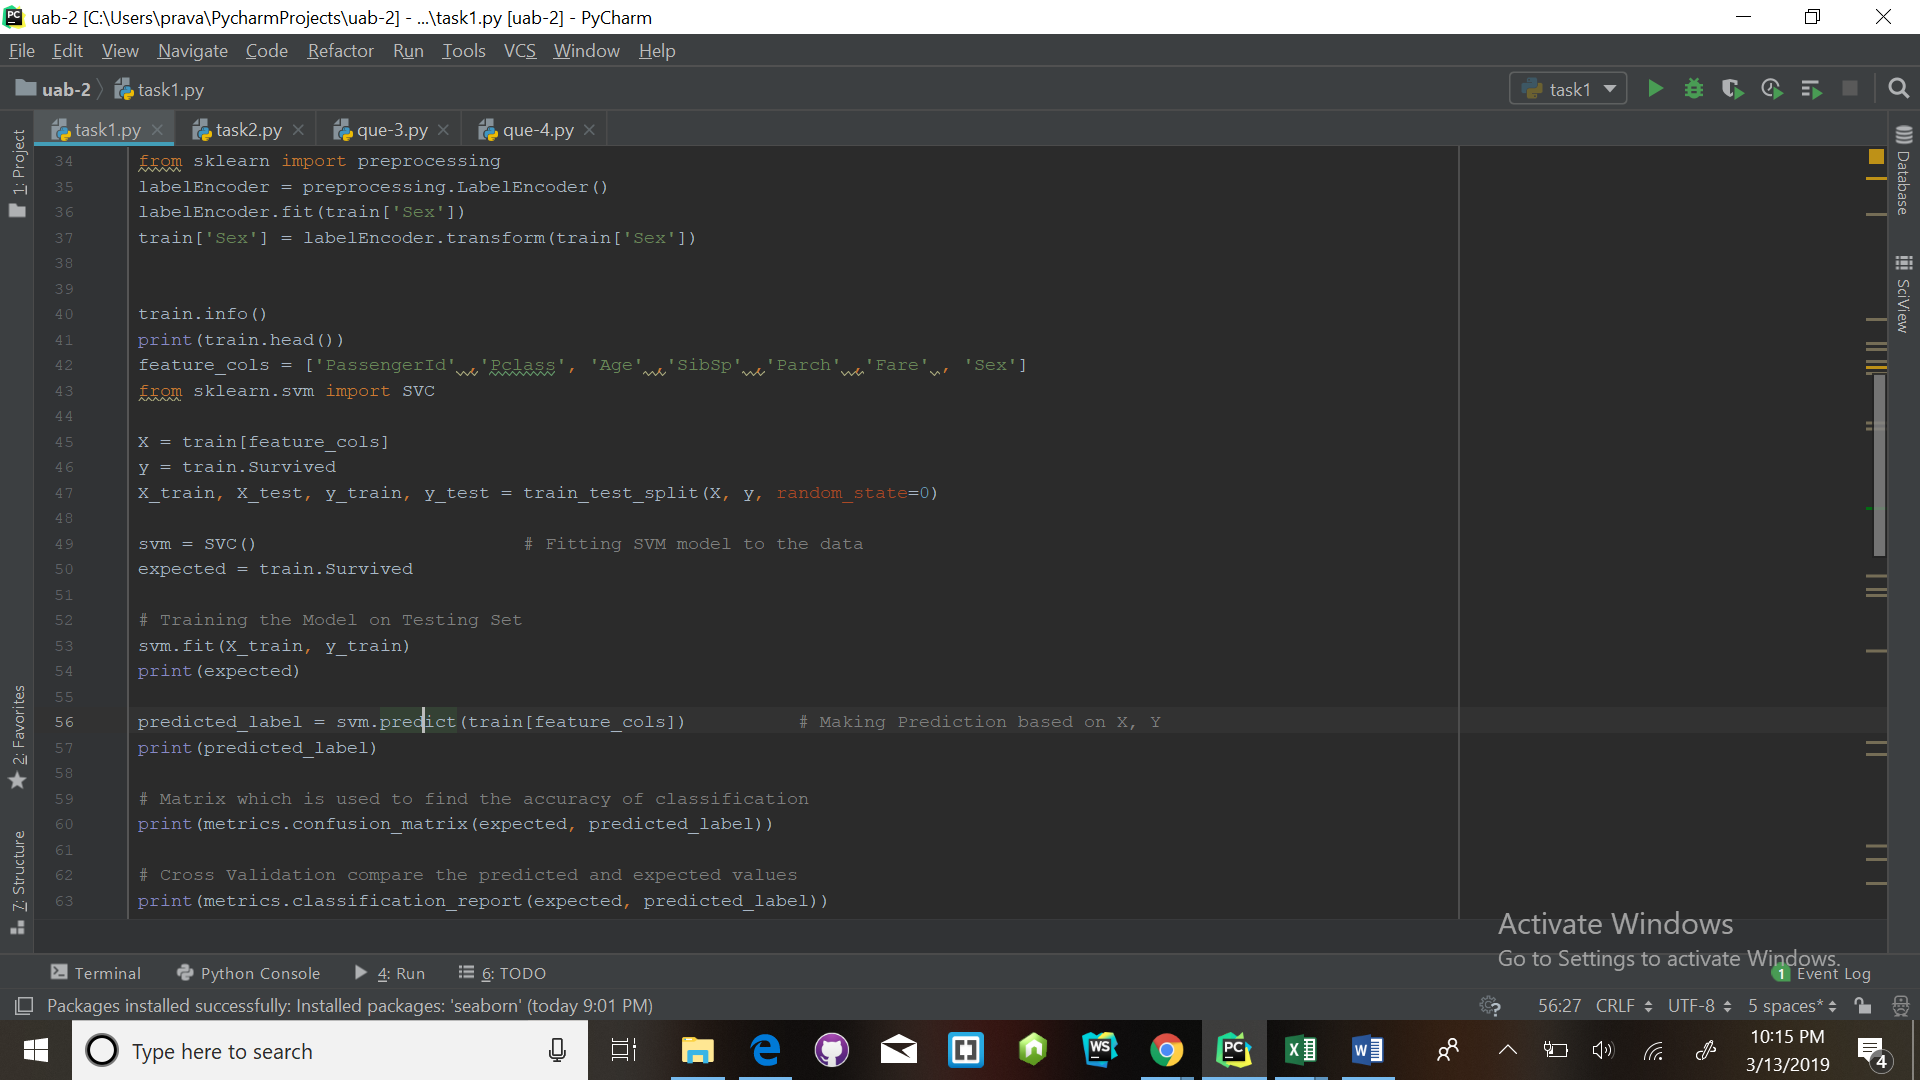 uab-2 [C:\Users\prava\PycharmProjects\uab-2] - ...\task1.py [uab-2] - PyCharm
File Edit View Navigate Code Refactor Run Tools VCS Window Help
uab-2 task1.py task1
task1.py task2.py que-3.py que-4.py
1: Project
2: Favorites
7: Structure
Database
SciView
34 from sklearn import preprocessing
35 labelEncoder = preprocessing.LabelEncoder()
36 labelEncoder.fit(train['Sex'])
37 train['Sex'] = labelEncoder.transform(train['Sex'])
38
39
40 train.info()
41 print(train.head())
42 feature_cols = ['PassengerId' ,'Pclass', 'Age' ,'SibSp' ,'Parch' ,'Fare' , 'Sex']
43 from sklearn.svm import SVC
44
45 X = train[feature_cols]
46 y = train.Survived
47 X_train, X_test, y_train, y_test = train_test_split(X, y, random_state=0)
48
49 svm = SVC() # Fitting SVM model to the data
50 expected = train.Survived
51
52 # Training the Model on Testing Set
53 svm.fit(X_train, y_train)
54 print(expected)
55
56 predicted_label = svm.predict(train[feature_cols]) # Making Prediction based on X, Y
57 print(predicted_label)
58
59 # Matrix which is used to find the accuracy of classification
60 print(metrics.confusion_matrix(expected, predicted_label))
61
62 # Cross Validation compare the predicted and expected values
63 print(metrics.classification_report(expected, predicted_label))
Activate Windows
Go to Settings to activate Windows.
Terminal Python Console 4: Run 6: TODO 1 Event Log
Packages installed successfully: Installed packages: 'seaborn' (today 9:01 PM) 56:27 CRLF UTF-8 5 spaces*
Type here to search
10:15 PM
3/13/2019
4
PC
WS